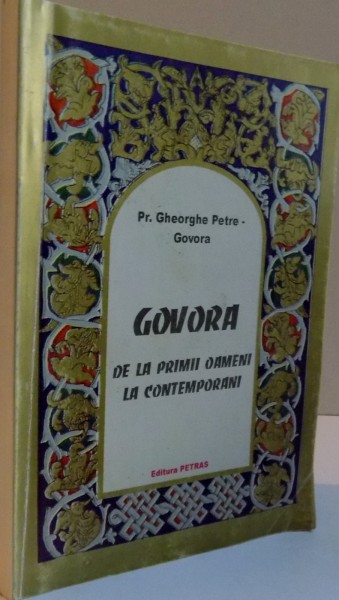 Pr. Gheorghe Petre -
Govora
GOVORA
DE LA PRIMII OAMENI
LA CONTEMPORANI
Editura PETRAS